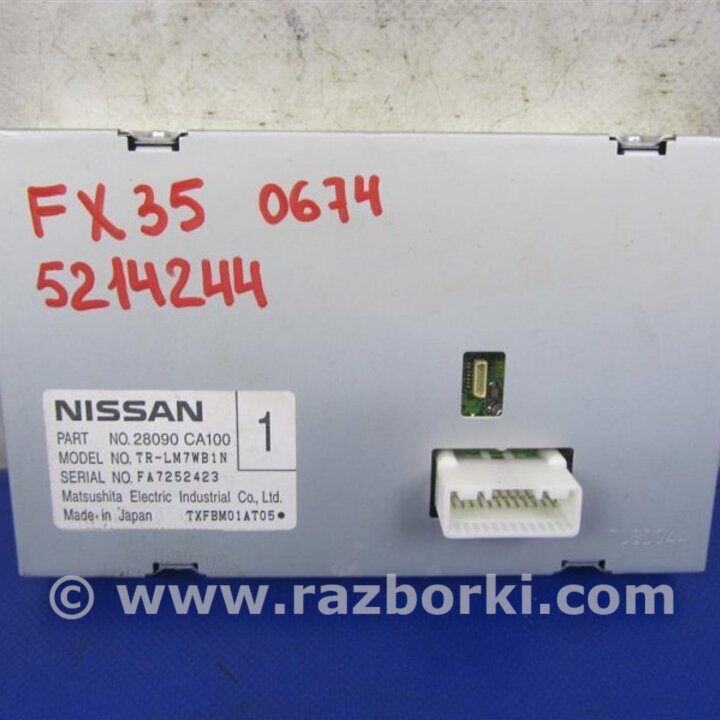 FX35 0674
5214244
NISSAN 1
PART NO. 28090 CA100
MODEL NO. TR-LM7WB1N
SERIAL NO. FA7252423
Matsushita Electric Industrial Co., Ltd.
Made in Japan TXFBM01AT05●
© www.razborki.com